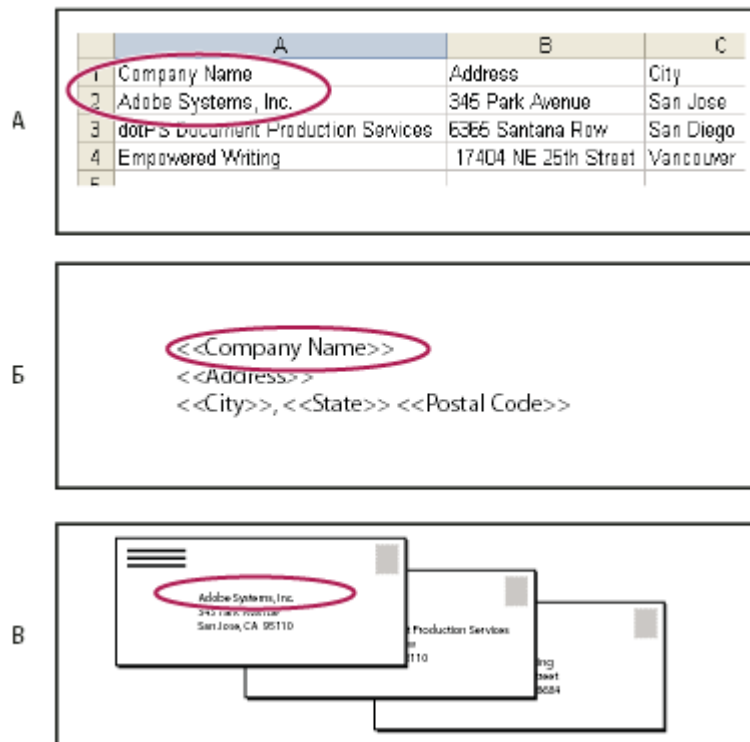 A B C
А
1 Company Name Address City
2 Adobe Systems, Inc. 345 Park Avenue San Jose
3 dotPS Document Production Services 6365 Santana Row San Diego
4 Empowered Writing 17404 NE 25th Street Vancouver
5
Б
<<Company Name>>
<<Address>>
<<City>>, <<State>> <<Postal Code>>
В
Adobe Systems, Inc.
345 Park Avenue
San Jose, CA 95110
t Production Services
110
ing
treet
8684